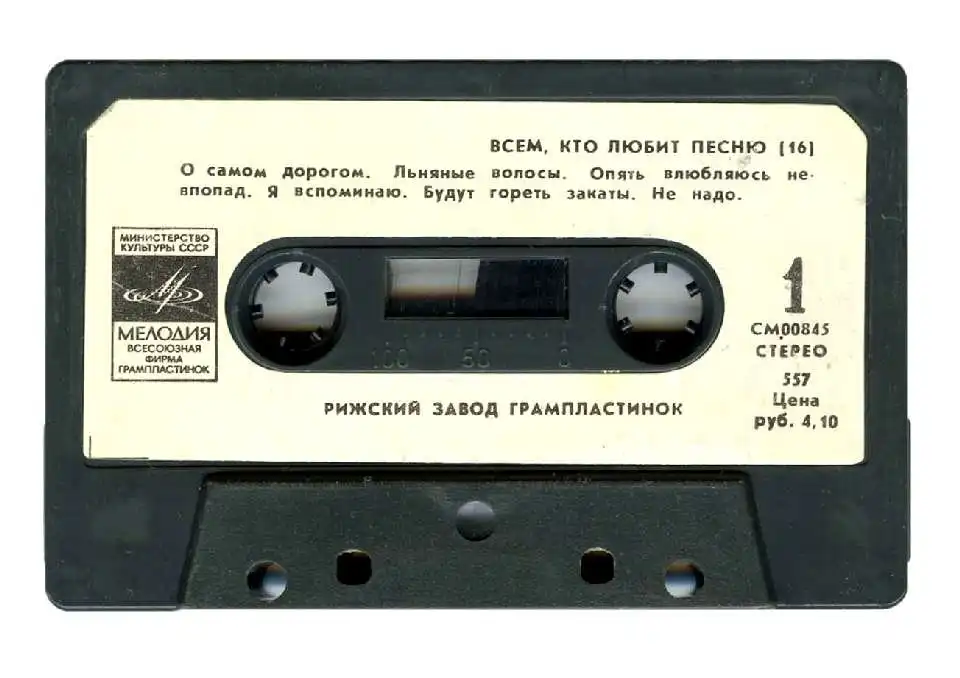 ВСЕМ, КТО ЛЮБИТ ПЕСНЮ (16)
О самом дорогом. Льняные волосы. Опять влюбляюсь не-
впопад. Я вспоминаю. Будут гореть закаты. Не надо.
МИНИСТЕРСТВО
КУЛЬТУРЫ СССР
МЕЛОДИЯ
ВСЕСОЮЗНАЯ
ФИРМА
ГРАМПЛАСТИНОК
100 50 0
1
СМ00845
СТЕРЕО
557
Цена
руб. 4,10
РИЖСКИЙ ЗАВОД ГРАМПЛАСТИНОК